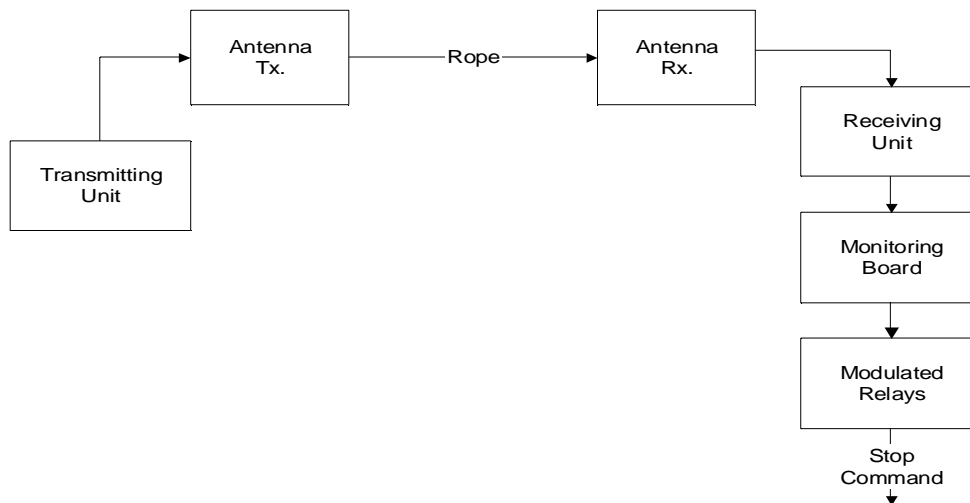 Transmitting
Unit
Antenna
Tx.
Rope
Antenna
Rx.
Receiving
Unit
Monitoring
Board
Modulated
Relays
Stop
Command